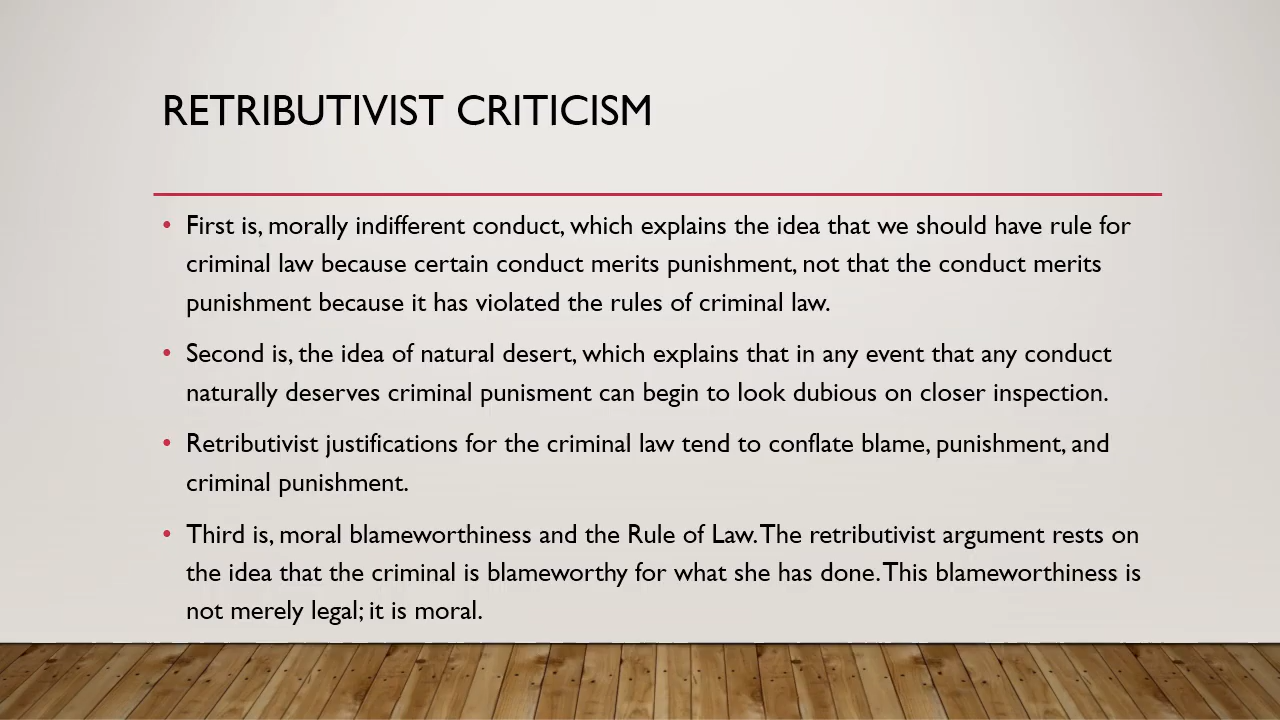 RETRIBUTIVIST CRITICISM
• First is, morally indifferent conduct, which explains the idea that we should have rule for
criminal law because certain conduct merits punishment, not that the conduct merits
punishment because it has violated the rules of criminal law.
• Second is, the idea of natural desert, which explains that in any event that any conduct
naturally deserves criminal punisment can begin to look dubious on closer inspection.
• Retributivist justifications for the criminal law tend to conflate blame, punishment, and
criminal punishment.
• Third is, moral blameworthiness and the Rule of Law. The retributivist argument rests on
the idea that the criminal is blameworthy for what she has done. This blameworthiness is
not merely legal; it is moral.